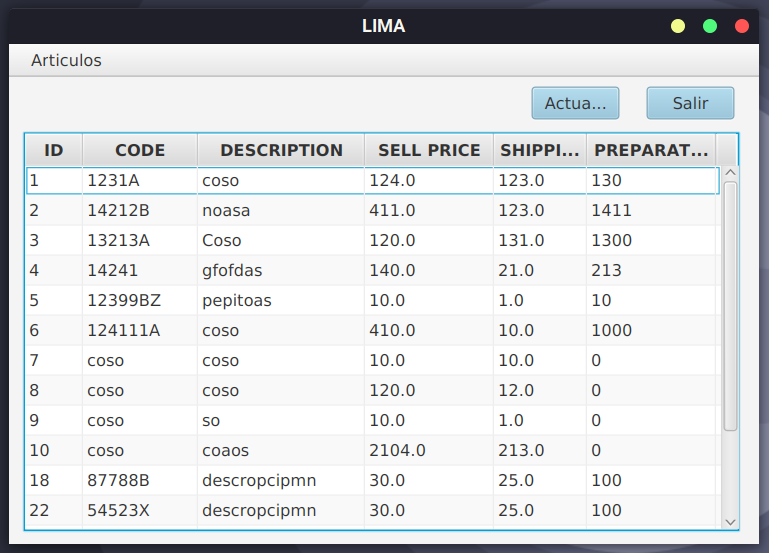 LIMA
Articulos
Actua... Salir
ID CODE DESCRIPTION SELL PRICE SHIPPI... PREPARAT...
1 1231A coso 124.0 123.0 130
2 14212B noasa 411.0 123.0 1411
3 13213A Coso 120.0 131.0 1300
4 14241 gfofdas 140.0 21.0 213
5 12399BZ pepitoas 10.0 1.0 10
6 124111A coso 410.0 10.0 1000
7 coso coso 10.0 10.0 0
8 coso coso 120.0 12.0 0
9 coso so 10.0 1.0 0
10 coso coaos 2104.0 213.0 0
18 87788B descropcipmn 30.0 25.0 100
22 54523X descropcipmn 30.0 25.0 100